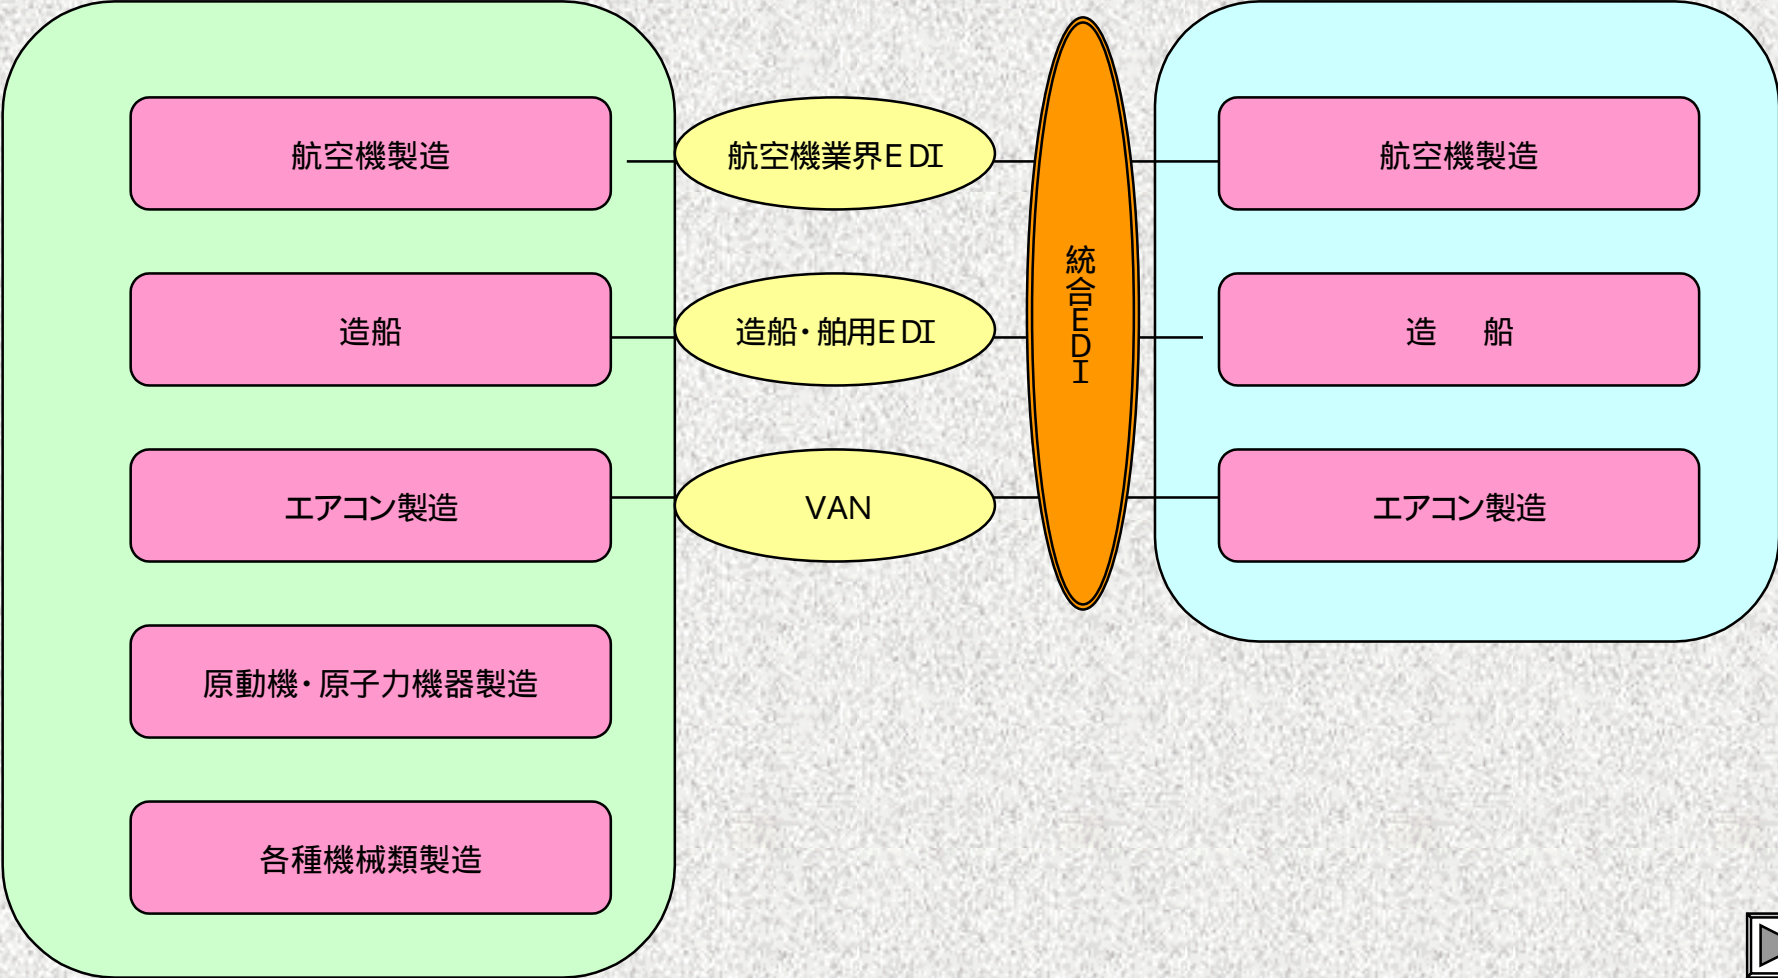 航空機製造
航空機業界EDI
航空機製造
造船
造船・舶用EDI
統合EDI
造　船
エアコン製造
VAN
エアコン製造
原動機・原子力機器製造
各種機械類製造